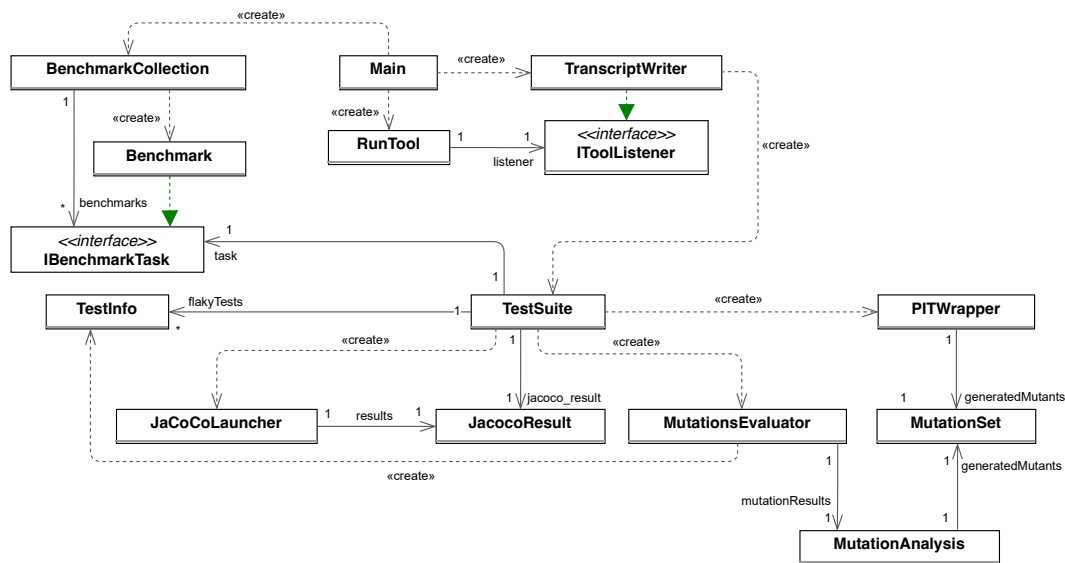 «create»
BenchmarkCollection
Main
«create»
TranscriptWriter
1
«create»
«create»
1
1
listener
RunTool
<<interface>>
IToolListener
«create»
Benchmark
*
benchmarks
<<interface>>
IBenchmarkTask
1
task
1
TestInfo
flakyTests
*
1
TestSuite
«create»
PITWrapper
«create»
1
«create»
1
1
jacoco_result
1
generatedMutants
JaCoCoLauncher
1
results
1
JacocoResult
MutationsEvaluator
MutationSet
«create»
1
1
generatedMutants
mutationResults
1
1
MutationAnalysis